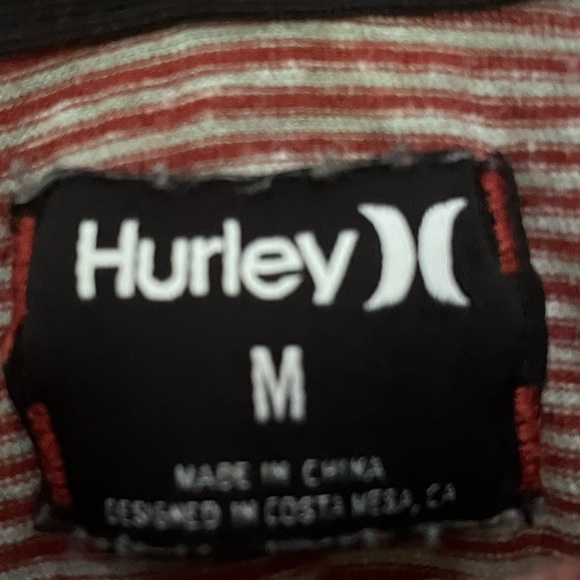 Hurley
M
MADE IN CHINA
DESIGNED IN COSTA MESA, CA